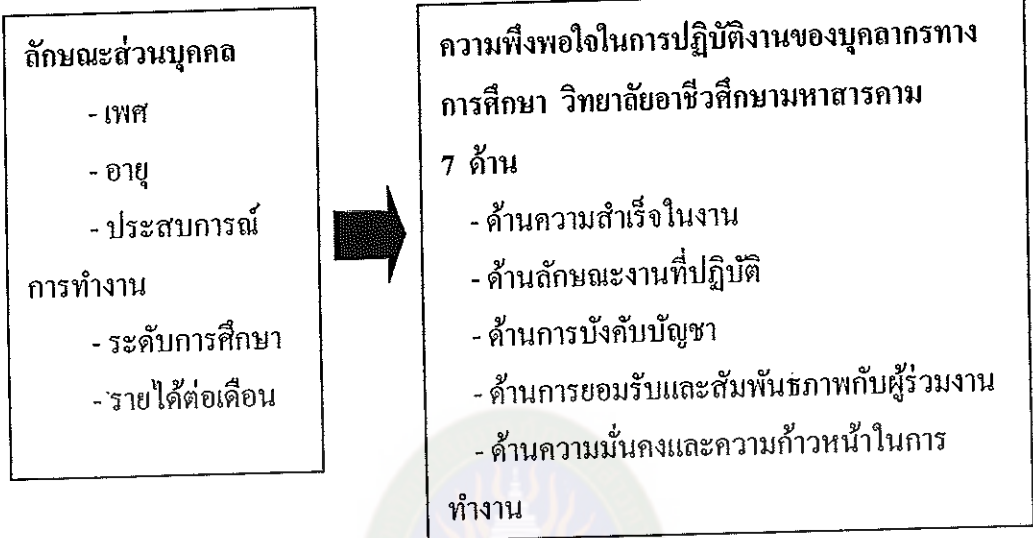 ลักษณะส่วนบุคคล
- เพศ
- อายุ
- ประสบการณ์
การทำงาน
- ระดับการศึกษา
- รายได้ต่อเดือน
ความพึงพอใจในการปฏิบัติงานของบุคลากรทาง
การศึกษา วิทยาลัยอาชีวศึกษามหาสารคาม
7 ด้าน
- ด้านความสำเร็จในงาน
- ด้านลักษณะงานที่ปฏิบัติ
- ด้านการบังคับบัญชา
- ด้านการยอมรับและสัมพันธภาพกับผู้ร่วมงาน
- ด้านความมั่นคงและความก้าวหน้าในการ
ทำงาน